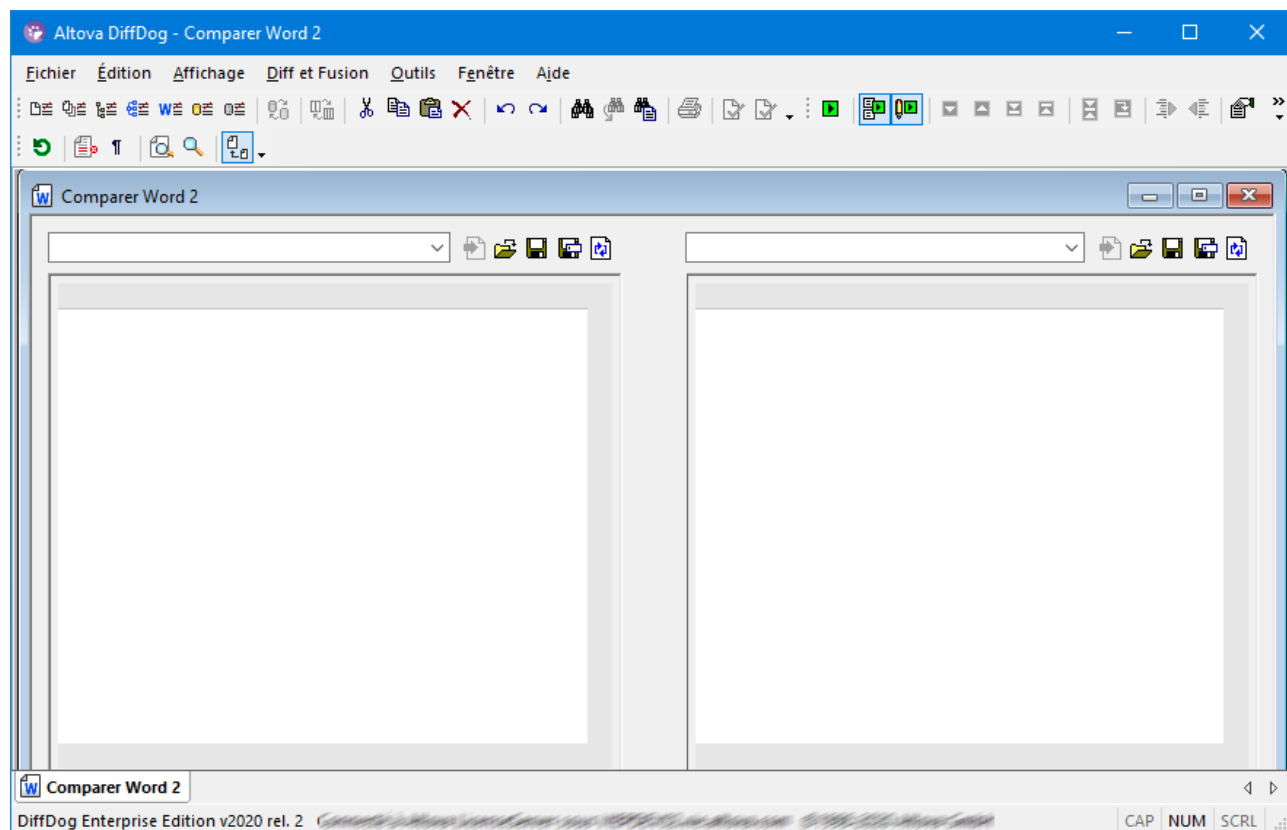 Altova DiffDog - Comparer Word 2
Fichier Édition Affichage Diff et Fusion Outils Fenêtre Aide
Comparer Word 2
Comparer Word 2
DiffDog Enterprise Edition v2020 rel. 2 CAP NUM SCRL